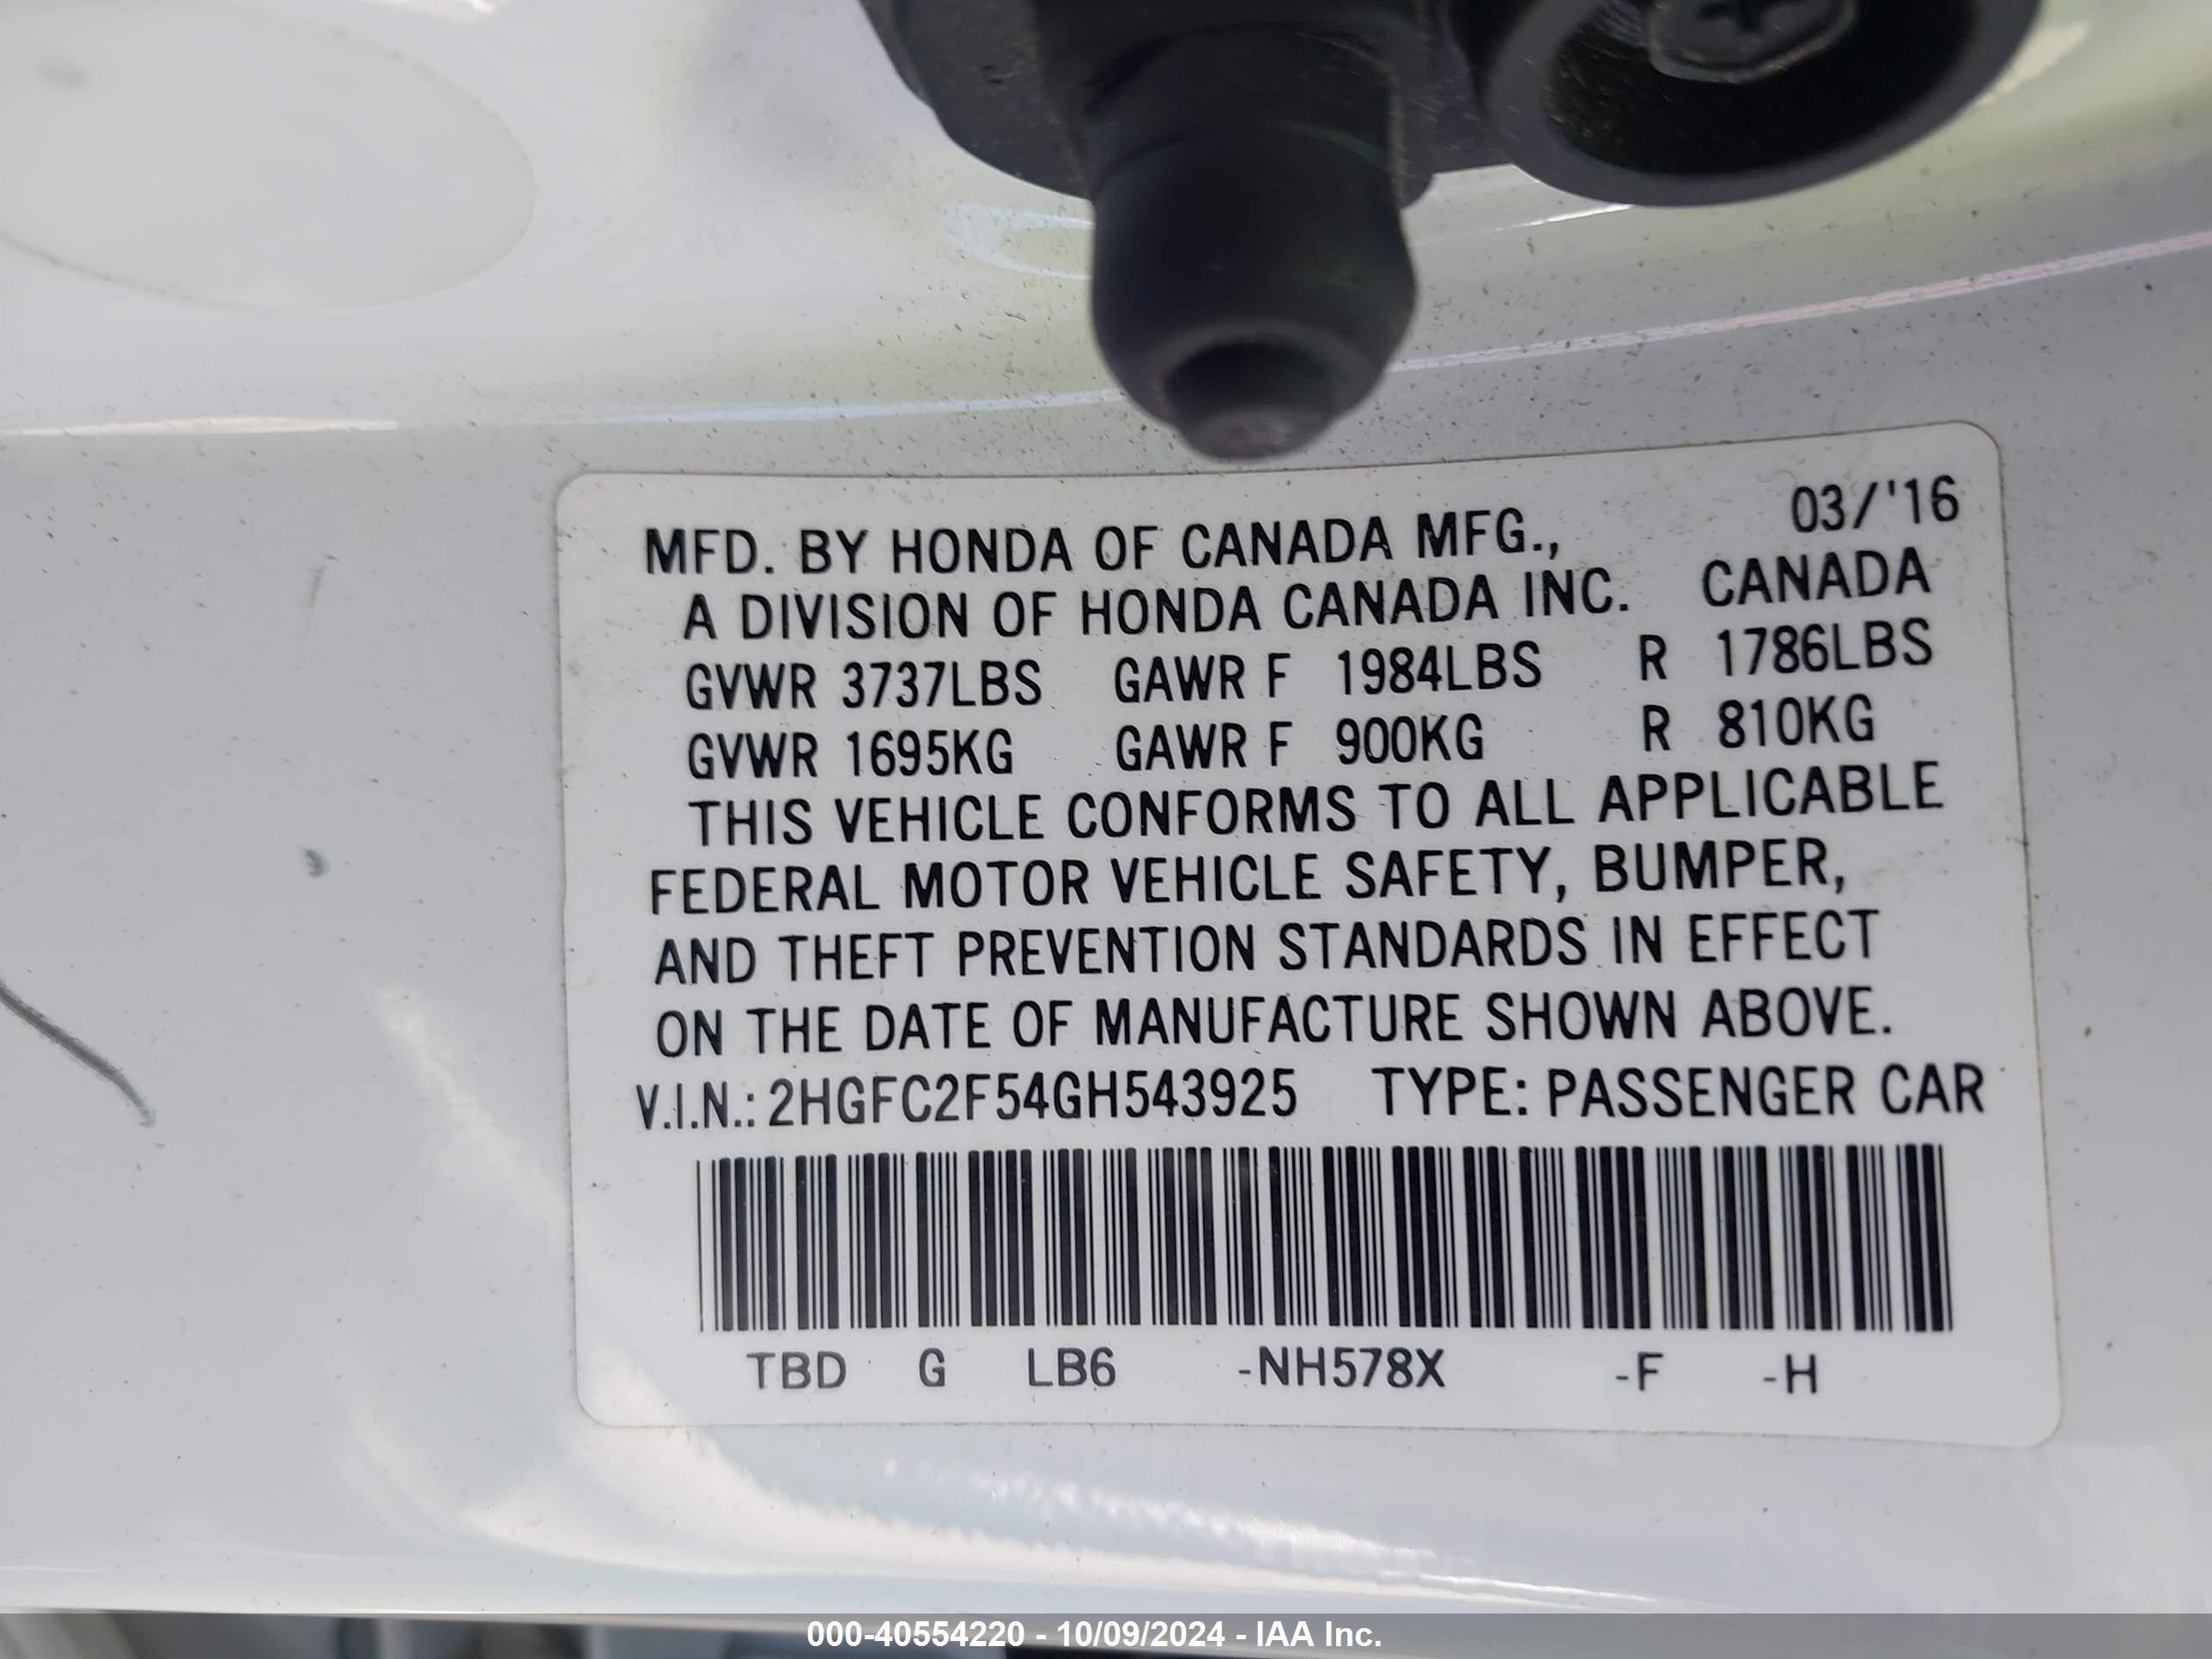 03/'16
MFD. BY HONDA OF CANADA MFG.,
A DIVISION OF HONDA CANADA INC. CANADA
GVWR 3737LBS GAWR F 1984LBS R 1786LBS
GVWR 1695KG GAWR F 900KG R 810KG
THIS VEHICLE CONFORMS TO ALL APPLICABLE
FEDERAL MOTOR VEHICLE SAFETY, BUMPER,
AND THEFT PREVENTION STANDARDS IN EFFECT
ON THE DATE OF MANUFACTURE SHOWN ABOVE.
V.I.N.: 2HGFC2F54GH543925 TYPE: PASSENGER CAR
TBD G LB6 -NH578X -F -H
000-40554220 - 10/09/2024 - IAA Inc.